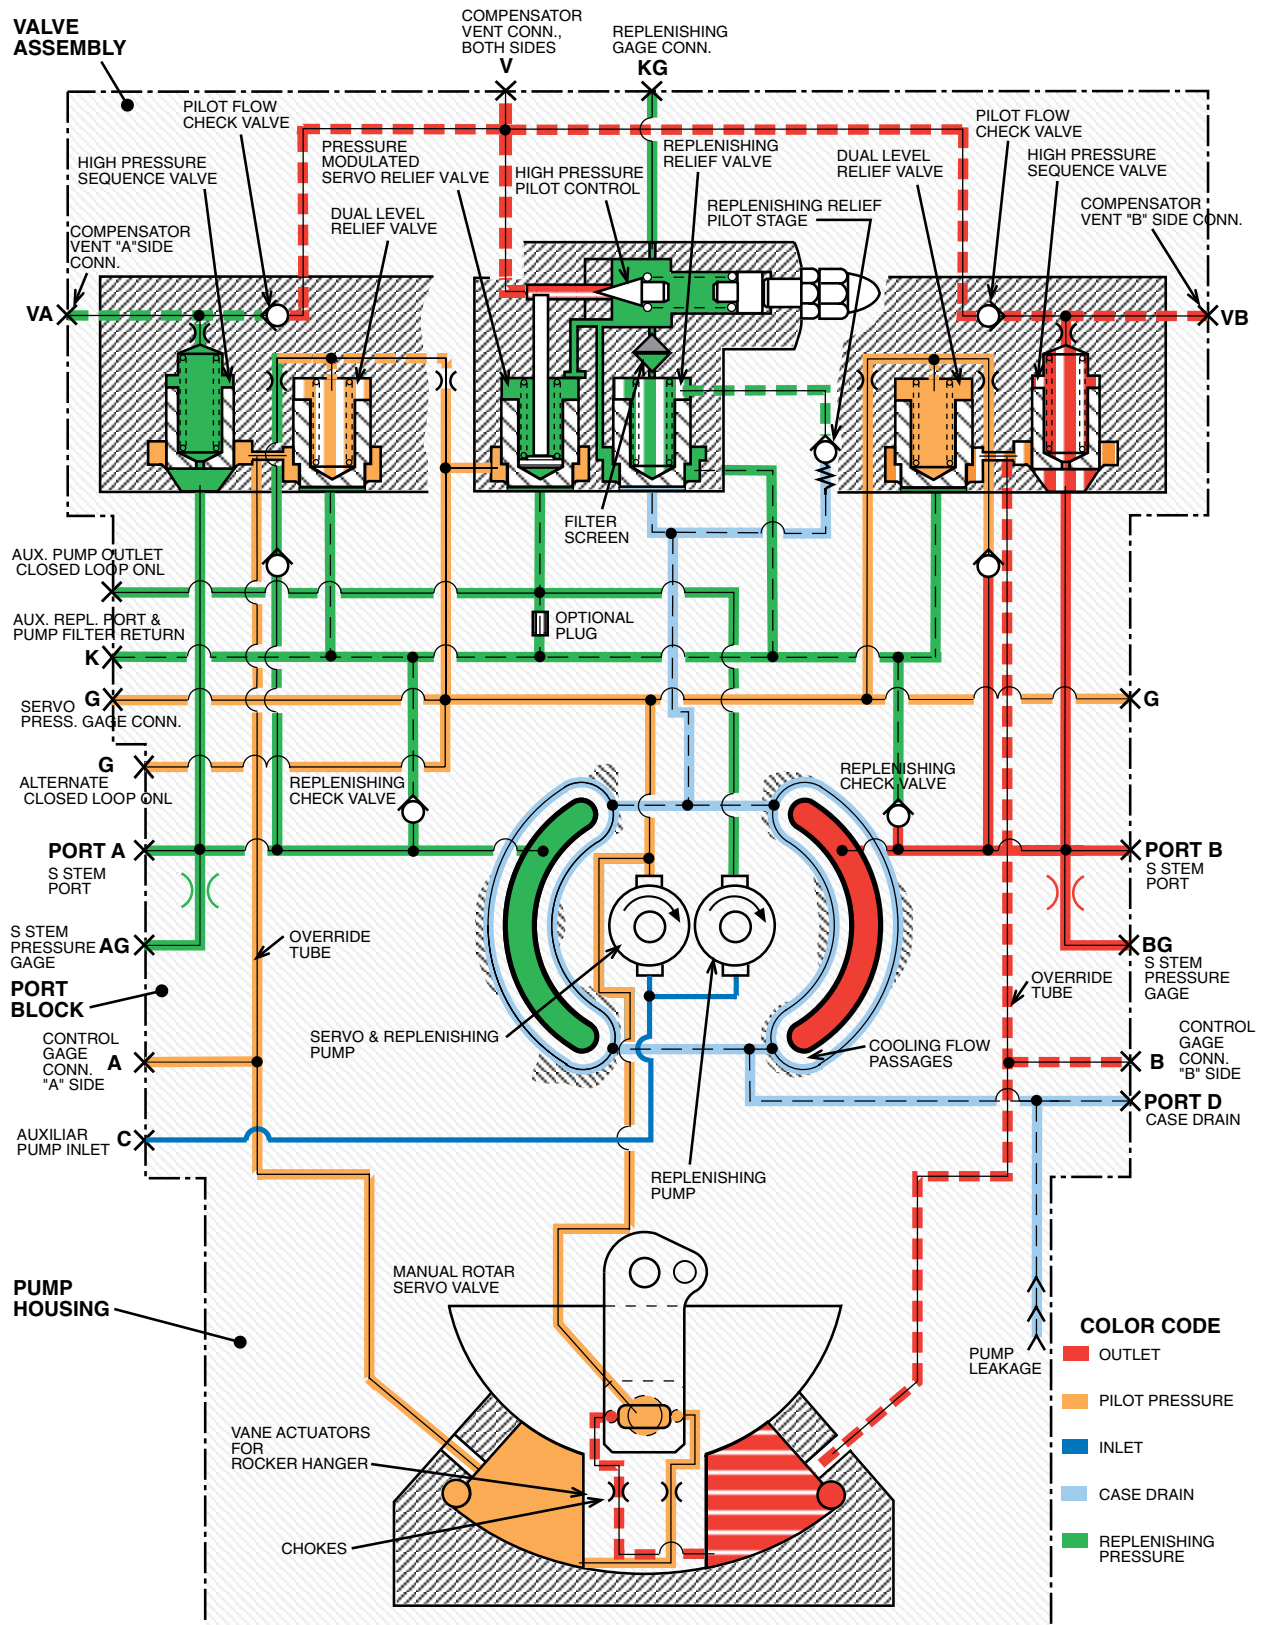 VALVE
ASSEMBLY
COMPENSATOR
VENT CONN.,
BOTH SIDES
V
REPLENISHING
GAGE CONN.
KG
PILOT FLOW
CHECK VALVE
HIGH PRESSURE
SEQUENCE VALVE
PRESSURE
MODULATED
SERVO RELIEF VALVE
DUAL LEVEL
RELIEF VALVE
HIGH PRESSURE
PILOT CONTROL
REPLENISHING
RELIEF VALVE
REPLENISHING RELIEF
PILOT STAGE
DUAL LEVEL
RELIEF VALVE
PILOT FLOW
CHECK VALVE
HIGH PRESSURE
SEQUENCE VALVE
COMPENSATOR
VENT "B" SIDE CONN.
COMPENSATOR
VENT "A"SIDE
CONN.
VA
VB
FILTER
SCREEN
AUX. PUMP OUTLET
CLOSED LOOP ONL
OPTIONAL
PLUG
AUX. REPL. PORT &
PUMP FILTER RETURN
K
G
SERVO
PRESS. GAGE CONN.
G
G
ALTERNATE
CLOSED LOOP ONL
REPLENISHING
CHECK VALVE
REPLENISHING
CHECK VALVE
PORT A
S STEM
PORT
PORT B
S STEM
PORT
S STEM
PRESSURE
GAGE
AG
OVERRIDE
TUBE
BG
S STEM
PRESSURE
GAGE
OVERRIDE
TUBE
PORT
BLOCK
SERVO & REPLENISHING
PUMP
COOLING FLOW
PASSAGES
CONTROL
GAGE
CONN.
"A" SIDE
A
B
CONTROL
GAGE
CONN.
"B" SIDE
PORT D
CASE DRAIN
AUXILIAR
PUMP INLET
C
REPLENISHING
PUMP
MANUAL ROTAR
SERVO VALVE
PUMP
HOUSING
PUMP
LEAKAGE
VANE ACTUATORS
FOR
ROCKER HANGER
CHOKES
COLOR CODE
OUTLET
PILOT PRESSURE
INLET
CASE DRAIN
REPLENISHING
PRESSURE